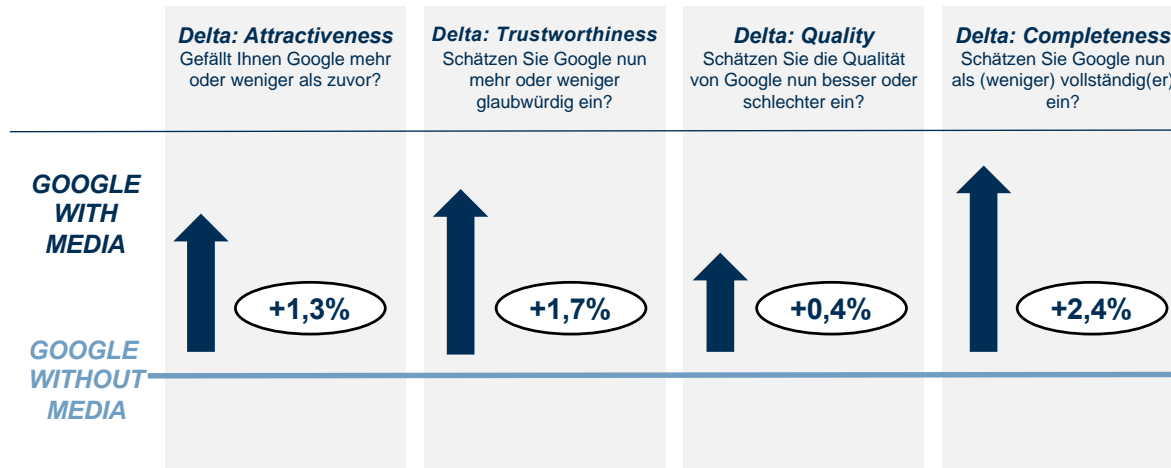 Delta: Attractiveness
Gefällt Ihnen Google mehr
oder weniger als zuvor?
Delta: Trustworthiness
Schätzen Sie Google nun
mehr oder weniger
glaubwürdig ein?
Delta: Quality
Schätzen Sie die Qualität
von Google nun besser oder
schlechter ein?
Delta: Completeness
Schätzen Sie Google nun
als (weniger) vollständig(er)
ein?
GOOGLE
WITH
MEDIA
+1,3%
+1,7%
+0,4%
+2,4%
GOOGLE
WITHOUT
MEDIA